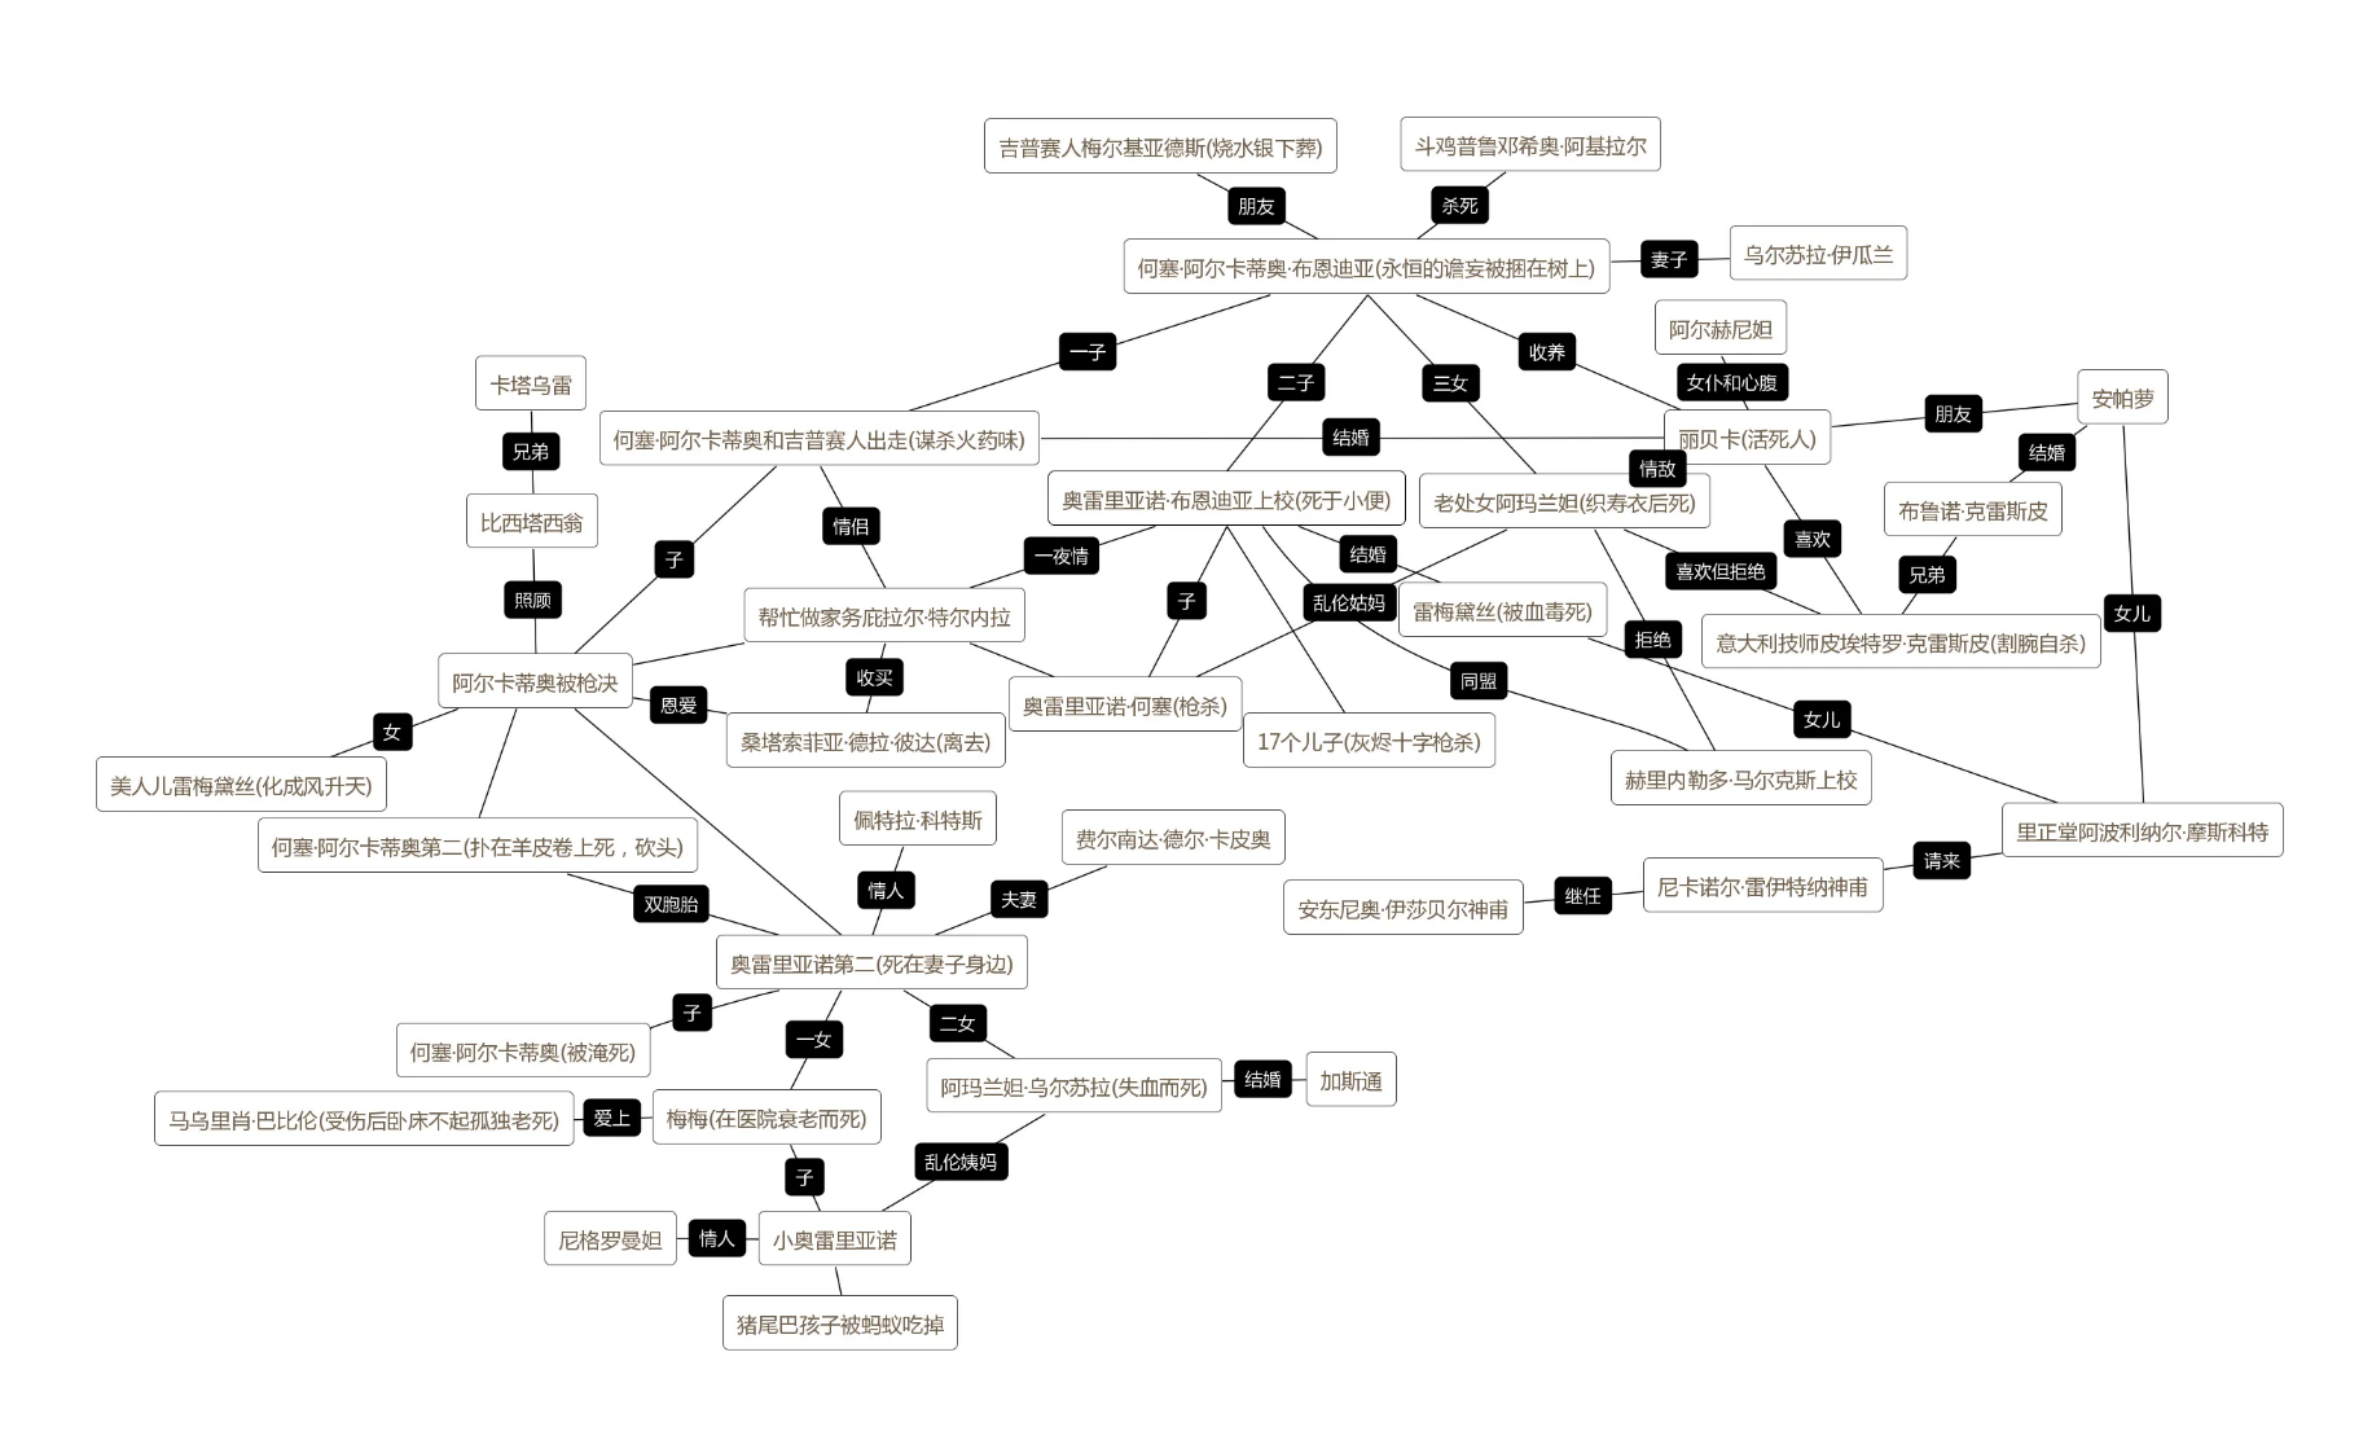 吉普赛人梅尔基亚德斯(烧水银下葬)
斗鸡普鲁邓希奥·阿基拉尔
朋友
杀死
何塞·阿尔卡蒂奥·布恩迪亚(永恒的谵妄被捆在树上)
妻子
乌尔苏拉·伊瓜兰
阿尔赫尼妲
一子
二子
三女
收养
女仆和心腹
卡塔乌雷
安帕萝
朋友
何塞·阿尔卡蒂奥和吉普赛人出走(谋杀火药味)
结婚
丽贝卡(活死人)
兄弟
情敌
结婚
比西塔西翁
奥雷里亚诺·布恩迪亚上校(死于小便)
老处女阿玛兰妲(织寿衣后死)
布鲁诺·克雷斯皮
情侣
喜欢
子
一夜情
结婚
喜欢但拒绝
兄弟
照顾
子
乱伦姑妈
帮忙做家务庇拉尔·特尔内拉
雷梅黛丝(被血毒死)
女儿
拒绝
意大利技师皮埃特罗·克雷斯皮(割腕自杀)
阿尔卡蒂奥被枪决
收买
同盟
恩爱
奥雷里亚诺·何塞(枪杀)
女
桑塔索菲亚·德拉·彼达(离去)
17个儿子(灰烬十字枪杀)
女儿
美人儿雷梅黛丝(化成风升天)
赫里内勒多·马尔克斯上校
佩特拉·科特斯
费尔南达·德尔·卡皮奥
里正堂阿波利纳尔·摩斯科特
何塞·阿尔卡蒂奥第二(扑在羊皮卷上死，砍头)
请来
双胞胎
情人
夫妻
安东尼奥·伊莎贝尔神甫
继任
尼卡诺尔·雷伊特纳神甫
奥雷里亚诺第二(死在妻子身边)
子
一女
二女
何塞·阿尔卡蒂奥(被淹死)
阿玛兰妲·乌尔苏拉(失血而死)
结婚
加斯通
马乌里肖·巴比伦(受伤后卧床不起孤独老死)
爱上
梅梅(在医院衰老而死)
子
乱伦姨妈
尼格罗曼妲
情人
小奥雷里亚诺
猪尾巴孩子被蚂蚁吃掉